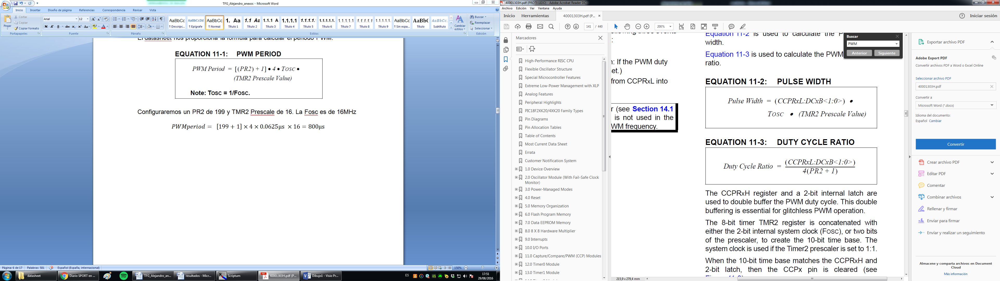 TFG_Alejandro_anexos - Microsoft Word
Inicio Insertar Diseño de página Referencias Correspondencia Revisar Vista
Pegar
Cortar
Copiar
Copiar formato
Portapapeles
Arial 12
Fuente
Párrafo
AaBbCc AaBbCcDd AaBbCc 1. Aa 1.1 Aa 1.1.1 A 1.1.1.1 1.1.1.1. 1.1.1.1.1. 1.1.1.1.1 1.1.1.1.1 1.1.1.1.1. AaBbCc AaBb( AaBbCc.
¶ Descripc... ¶ Epígrafe ¶ Normal Título 1 Título 2 Título 3 Título 4 Título 5 Título 6 Título 7 Título 8 Título 9 ¶ Sin espa... Título Subtítulo
Cambiar estilos
Estilos
Buscar
Reemplazar
Seleccionar
Edición
El datasheet nos proporciona la formula para calcular el periodo PWM:
EQUATION 11-1: PWM PERIOD
PWM Period = [(PR2) + 1] • 4 • TOSC •
(TMR2 Prescale Value)
Note: TOSC = 1/FOSC.
Configuraremos un PR2 de 199 y TMR2 Prescale de 16. La Fosc es de 16MHz
PWMperiod = [199 + 1] × 4 × 0.0625µs × 16 = 800µs
Página: 6 de 17 Palabras: 581 Español (España, internacional) 150%
40001303H.pdf (PROTEGIDO) - Adobe Acrobat Reader DC
Archivo Edición Ver Ventana Ayuda
Inicio Herramientas 40001303H.pdf (P... × Iniciar sesión
141 / 440 200%
Marcadores
High-Performance RISC CPU
Flexible Oscillator Structure
Special Microcontroller Features
Extreme Low-Power Management with XLP
Analog Features
Peripheral Highlights
PIC18F2XK20/4XK20 Family Types
Pin Diagrams
Pin Allocation Tables
Table of Contents
Most Current Data Sheet
Errata
Customer Notification System
1.0 Device Overview
2.0 Oscillator Module (With Fail-Safe Clock
Monitor)
3.0 Power-Managed Modes
4.0 Reset
5.0 Memory Organization
6.0 Flash Program Memory
7.0 Data EEPROM Memory
8.0 8 X 8 Hardware Multiplier
9.0 Interrupts
10.0 I/O Ports
11.0 Capture/Compare/PWM (CCP) Modules
12.0 Timer0 Module
13.0 Timer1 Module
ollowing three events
:
n: If the PWM duty
et.)
from CCPRxL into
r (see Section 14.1
is not used in the
WM frequency.
Equation 11-2 is used to calculate the P
width.
Equation 11-3 is used to calculate the PWM
ratio.
Buscar
PWM
Anterior Siguiente
EQUATION 11-2: PULSE WIDTH
Pulse Width = (CCPRxL:DCxB<1:0>) •
TOSC • (TMR2 Prescale Value)
EQUATION 11-3: DUTY CYCLE RATIO
Duty Cycle Ratio = (CCPRxL:DCxB<1:0>)
4(PR2 + 1)
The CCPRxH register and a 2-bit internal latch are
used to double buffer the PWM duty cycle. This double
buffering is essential for glitchless PWM operation.
The 8-bit timer TMR2 register is concatenated with
either the 2-bit internal system clock (FOSC), or two bits
of the prescaler, to create the 10-bit time base. The
system clock is used if the Timer2 prescaler is set to 1:1.
When the 10-bit time base matches the CCPRxH and
2-bit latch, then the CCPx pin is cleared (see
215,9 x 279,4 mm
Exportar archivo PDF
Adobe Export PDF
Convertir archivos PDF a Word o Excel Online
Seleccionar archivo PDF
40001303H.pdf
Convertir a
Microsoft Word (*.docx)
Idioma del documento:
Español Cambiar
Convertir
Crear archivo PDF
Editar PDF
Comentar
Combinar archivos
Rellenar y firmar
Enviar para firmar
Enviar y realizar un seguimiento
Almacene y comparta archivos en Document
Cloud
Más información
datasheet
Diario SPORT en ...
TFG_Alejandro_an...
resultados - Micr...
Scriptum
40001303H.pdf (P...
Dibujo1 - Visio Pr...
ES
17:51
29/08/2016